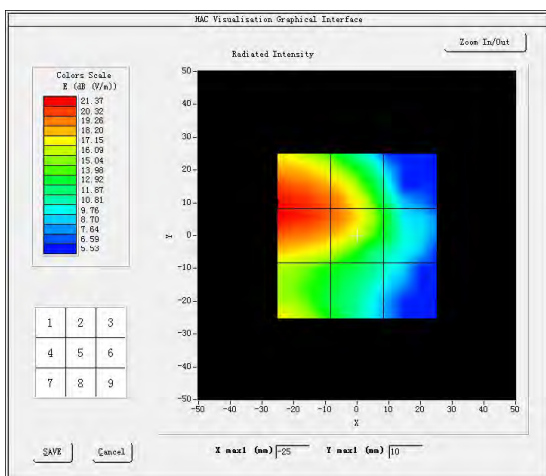 HAC Visualisation Graphical Interface
Zoom In/Out
Radiated Intensity
Colors Scale
E (dB (V/m))
21.37
20.32
19.26
18.20
17.15
16.09
15.04
13.98
12.92
11.87
10.81
9.76
8.70
7.64
6.59
5.53
50
40
30
20
10
0
-10
-20
-30
-40
-50
Y
-50 -40 -30 -20 -10 0 10 20 30 40 50
X
1 2 3
4 5 6
7 8 9
SAVE Cancel
X max1 (mm) -25 Y max1 (mm) 10